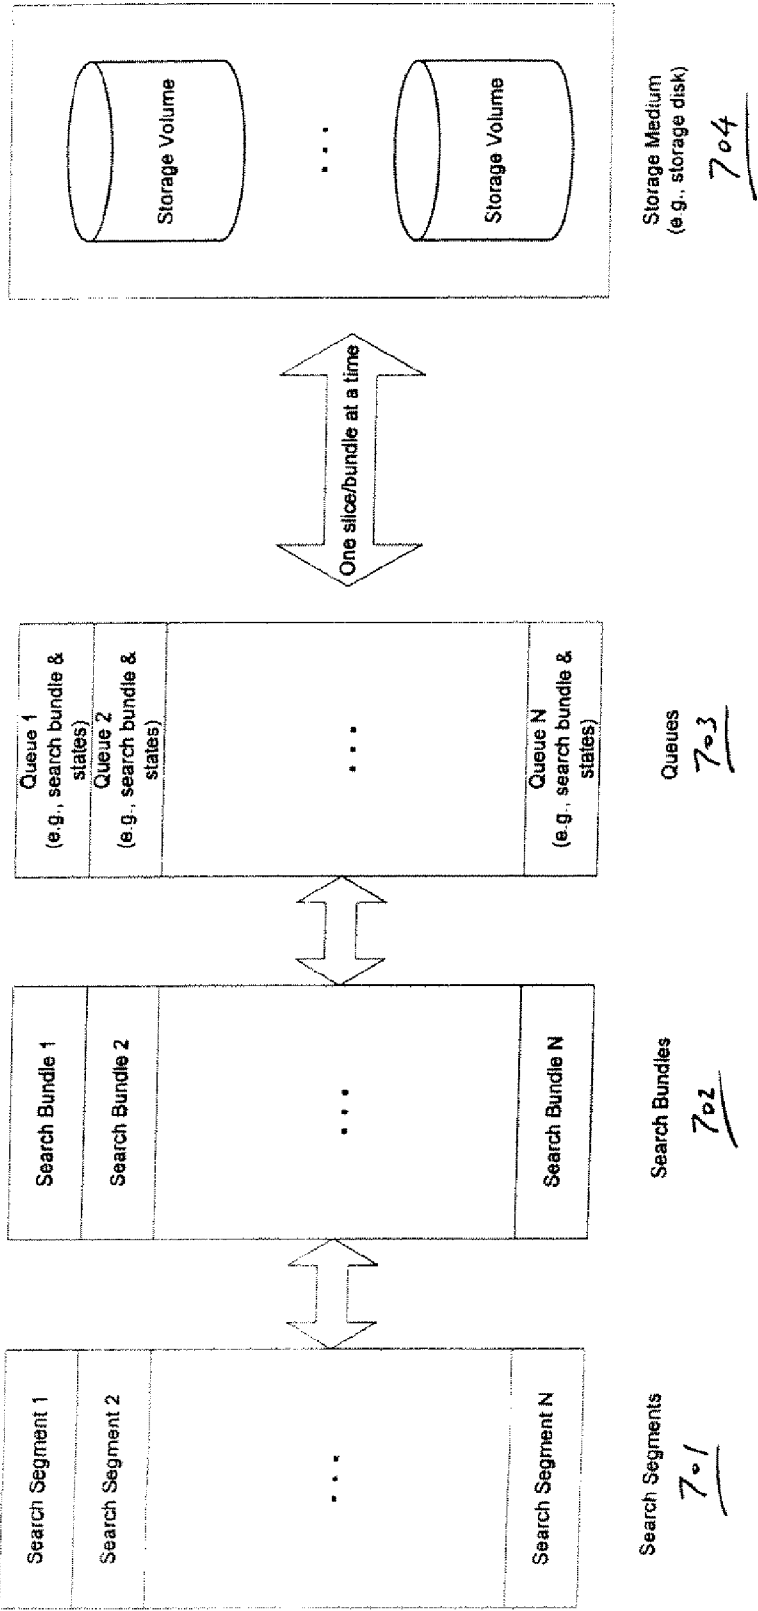 Search Segment 1
Search Segment 2
Search Segment N
Search Segments
701
Search Bundle 1
Search Bundle 2
Search Bundle N
Search Bundles
702
Queue 1
(e.g., search bundle &
states)
Queue 2
(e.g., search bundle &
states)
Queue N
(e.g., search bundle &
states)
Queues
703
One slice/bundle at a time
Storage Volume
Storage Volume
Storage Medium
(e.g., storage disk)
704